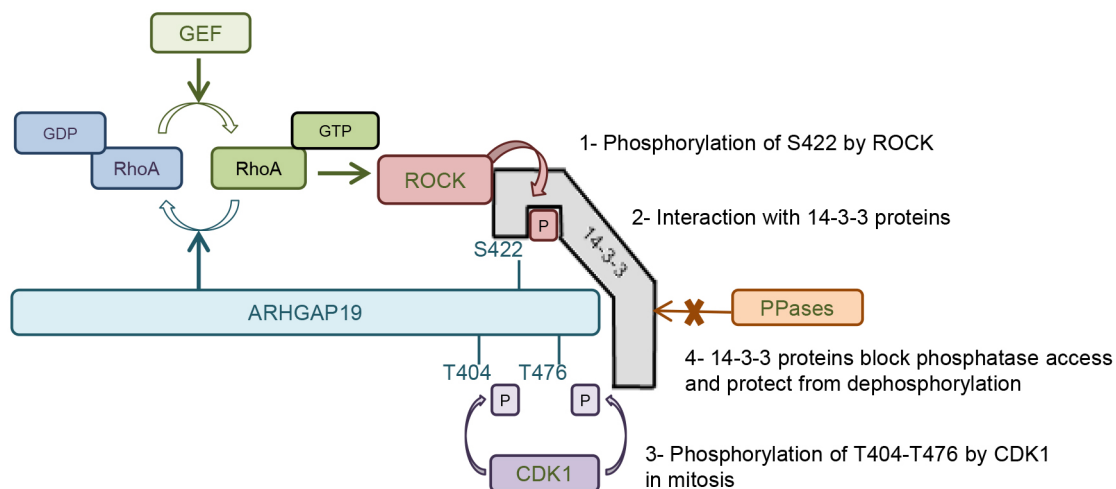 GEF
GDP
GTP
RhoA
RhoA
ROCK
1- Phosphorylation of S422 by ROCK
P
2- Interaction with 14-3-3 proteins
14-3-3
S422
ARHGAP19
PPases
T404
T476
4- 14-3-3 proteins block phosphatase access
and protect from dephosphorylation
P
P
CDK1
3- Phosphorylation of T404-T476 by CDK1
in mitosis